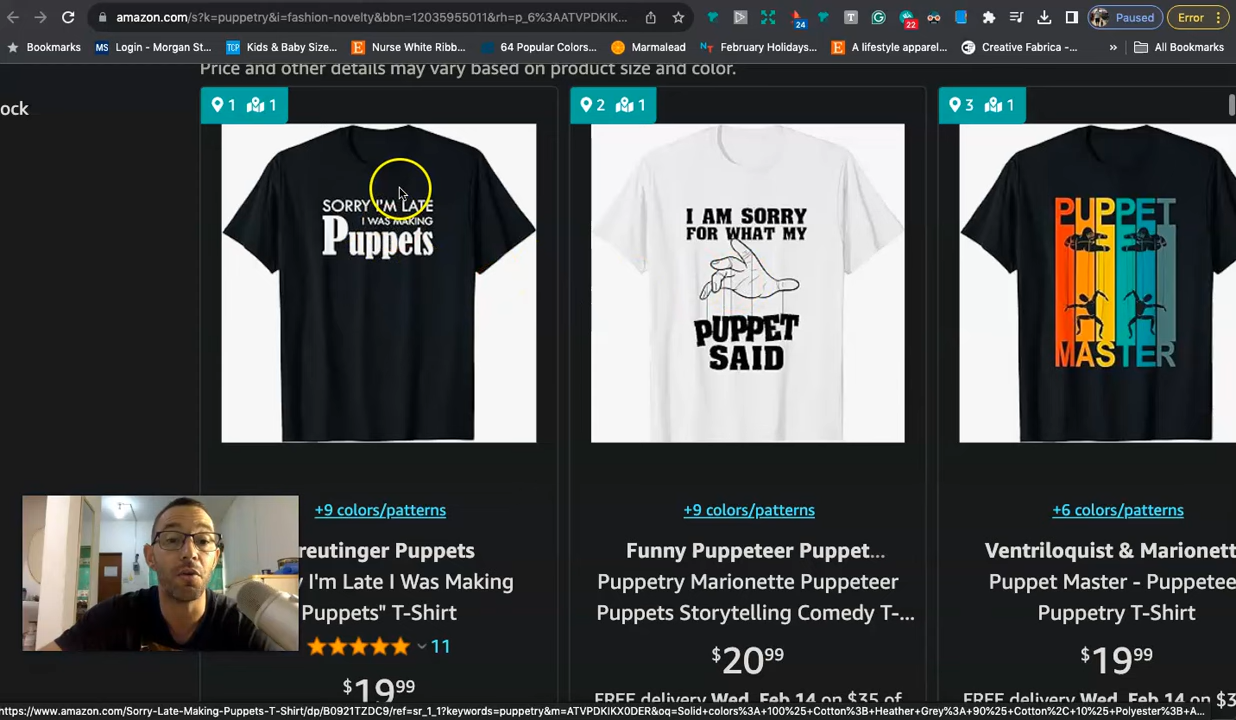 amazon.com/s?k=puppetry&i=fashion-novelty&bbn=12035955011&rh=p_6%3AATVPDKIK...
T
24
22
Paused
Error
Bookmarks
MS Login - Morgan St...
TCP Kids & Baby Size...
E Nurse White Ribb...
64 Popular Colors...
Marmalead
February Holidays...
E A lifestyle apparel...
Creative Fabrica -...
»
All Bookmarks
Price and other details may vary based on product size and color.
ock
1 1
2 1
3 1
SORRY I'M LATE
I WAS MAKING
Puppets
I AM SORRY
FOR WHAT MY
PUPPET
SAID
PUPPET
MASTER
+9 colors/patterns
+9 colors/patterns
+6 colors/patterns
reutinger Puppets
Funny Puppeteer Puppet...
Ventriloquist & Marionett
y I'm Late I Was Making
Puppetry Marionette Puppeteer
Puppet Master - Puppetee
Puppets" T-Shirt
Puppets Storytelling Comedy T-...
Puppetry T-Shirt
11
$2099
$1999
$1999
FREE delivery Wed, Feb 14 on $35 of
FREE delivery Wed, Feb 14 on $3
https://www.amazon.com/Sorry-Late-Making-Puppets-T-Shirt/dp/B0921TZDC9/ref=sr_1_1?keywords=puppetry&m=ATVPDKIKX0DER&oq=Solid+colors%3A+100%25+Cotton%3B+Heather+Grey%3A+90%25+Cotton%2C+10%25+Polyester%3B+A...